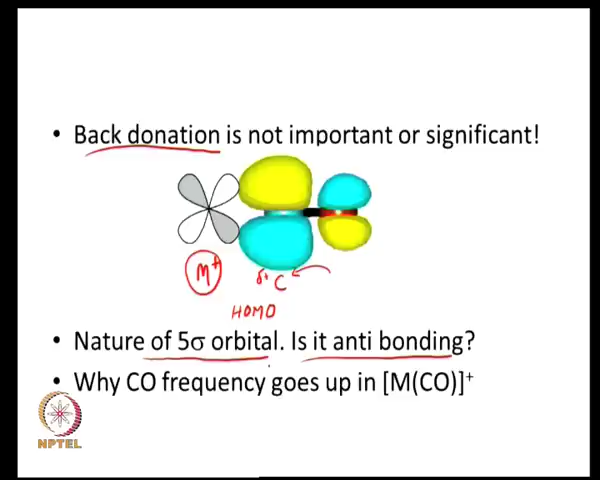 • Back donation is not important or significant!
M+
δ+ C
HOMO
• Nature of 5σ orbital. Is it anti bonding?
• Why CO frequency goes up in [M(CO)]⁺
NPTEL